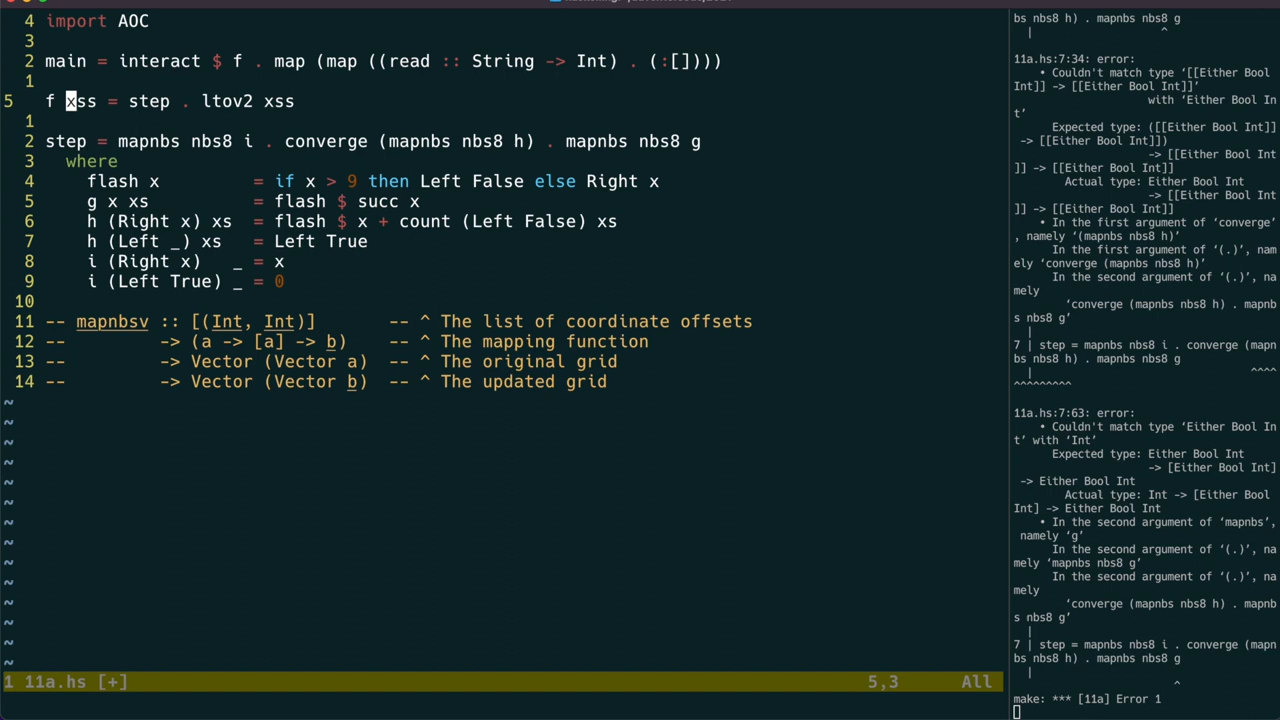 4 import AOC
3
2 main = interact $ f . map (map ((read :: String -> Int) . (:[])))
1
5 f xss = step . ltov2 xss
1
2 step = mapnbs nbs8 i . converge (mapnbs nbs8 h) . mapnbs nbs8 g
3 where
4 flash x = if x > 9 then Left False else Right x
5 g x xs = flash $ succ x
6 h (Right x) xs = flash $ x + count (Left False) xs
7 h (Left _) xs = Left True
8 i (Right x) _ = x
9 i (Left True) _ = 0
10
11 -- mapnbsv :: [(Int, Int)] -- ^ The list of coordinate offsets
12 -- -> (a -> [a] -> b) -- ^ The mapping function
13 -- -> Vector (Vector a) -- ^ The original grid
14 -- -> Vector (Vector b) -- ^ The updated grid
~
~
~
~
~
~
~
~
~
~
~
~
~
~
1 11a.hs [+] 5,3 All
bs nbs8 h) . mapnbs nbs8 g
| ^
11a.hs:7:34: error:
• Couldn't match type ‘[[Either Bool
Int]] -> [[Either Bool Int]]’
with ‘Either Bool In
t’
Expected type: ([[Either Bool Int]]
-> [[Either Bool Int]])
-> [[Either Bool Int
]] -> [[Either Bool Int]]
Actual type: Either Bool Int
-> [[Either Bool Int
]] -> [[Either Bool Int]]
• In the first argument of ‘converge’
, namely ‘(mapnbs nbs8 h)’
In the first argument of ‘(.)’, nam
ely ‘converge (mapnbs nbs8 h)’
In the second argument of ‘(.)’, na
mely
‘converge (mapnbs nbs8 h) . mapnb
s nbs8 g’
|
7 | step = mapnbs nbs8 i . converge (mapn
bs nbs8 h) . mapnbs nbs8 g
| ^^^^
^^^^^^^^^
11a.hs:7:63: error:
• Couldn't match type ‘Either Bool In
t’ with ‘Int’
Expected type: Either Bool Int
-> [Either Bool Int]
-> Either Bool Int
Actual type: Int -> [Either Bool
Int] -> Either Bool Int
• In the second argument of ‘mapnbs’,
namely ‘g’
In the second argument of ‘(.)’, na
mely ‘mapnbs nbs8 g’
In the second argument of ‘(.)’, na
mely
‘converge (mapnbs nbs8 h) . mapnb
s nbs8 g’
|
7 | step = mapnbs nbs8 i . converge (mapn
bs nbs8 h) . mapnbs nbs8 g
|
^
make: *** [11a] Error 1